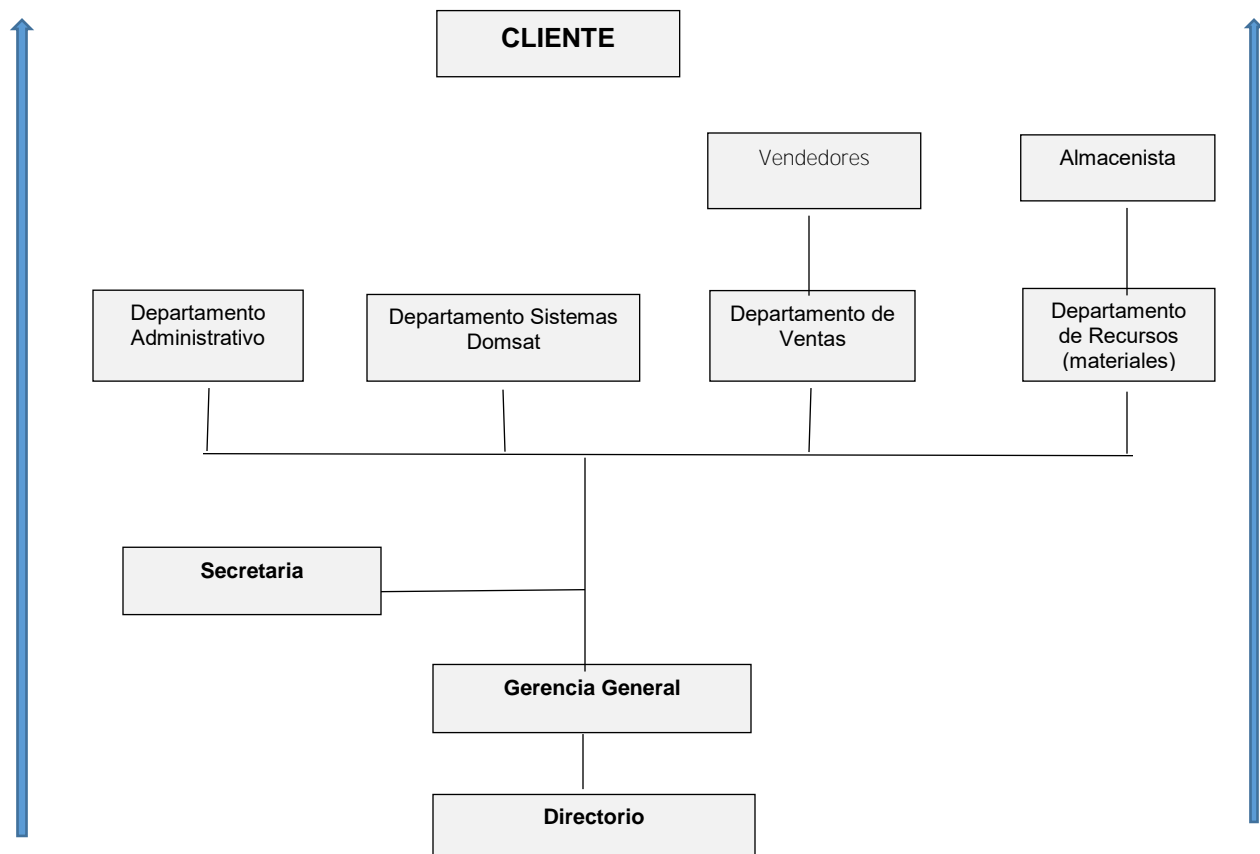 CLIENTE
Vendedores
Almacenista
Departamento
Administrativo
Departamento Sistemas
Domsat
Departamento de
Ventas
Departamento
de Recursos
(materiales)
Secretaria
Gerencia General
Directorio